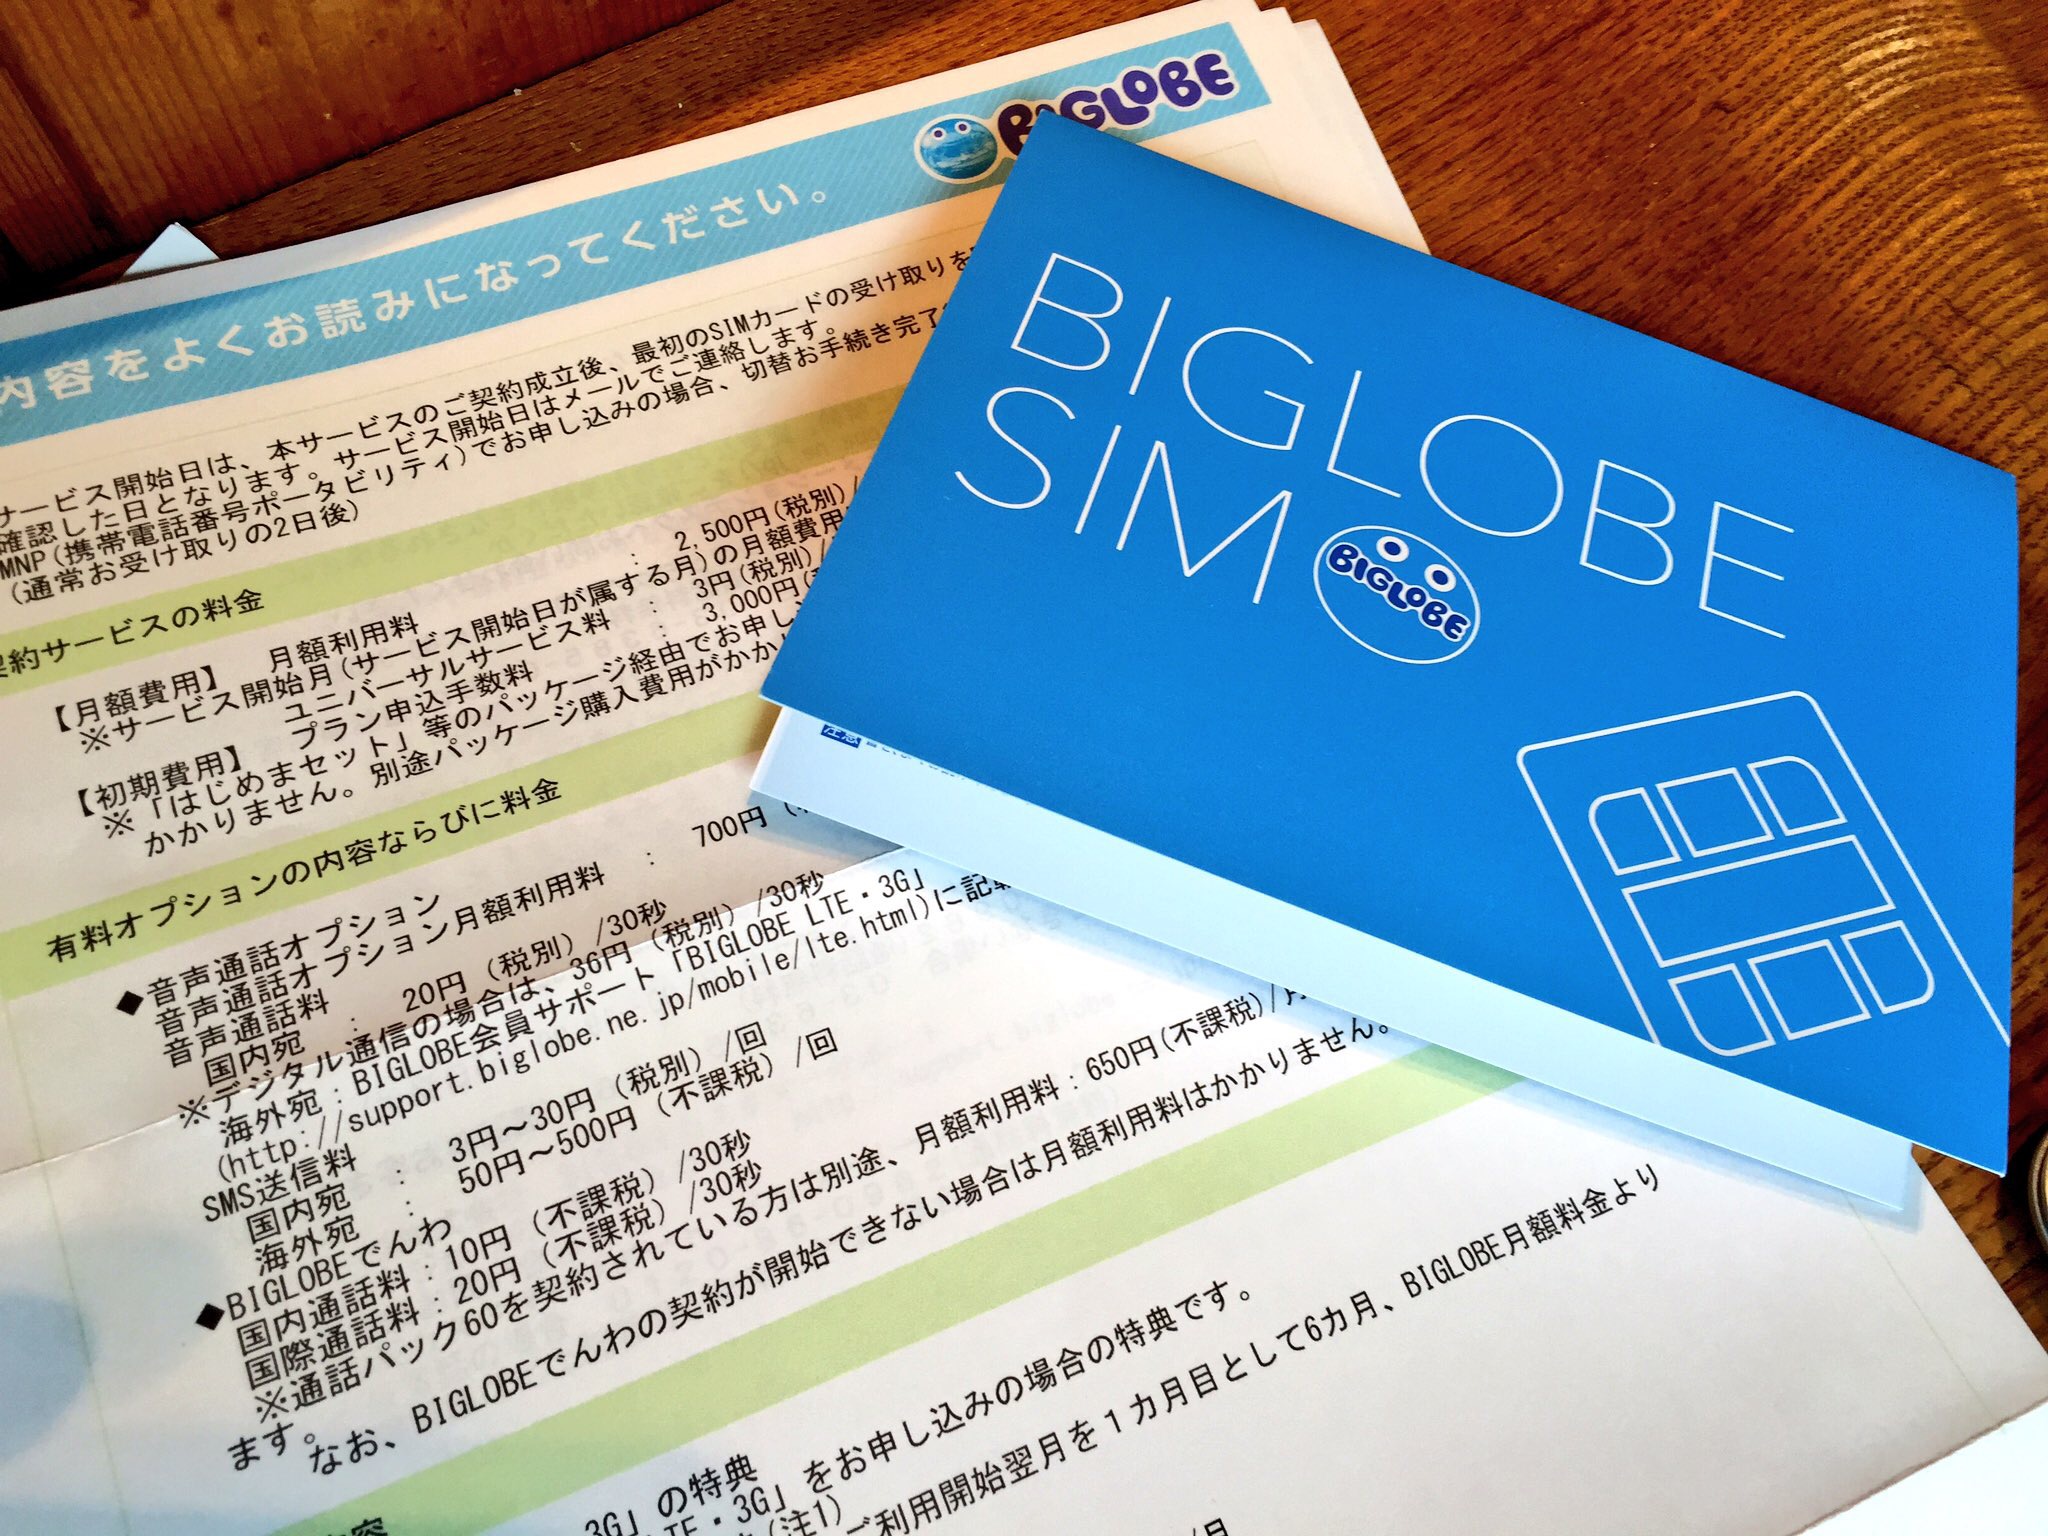 BIGLOBE
内容をよくお読みになってください。
サービス開始日は、本サービスのご契約成立後、最初のSIMカードの受け取りを
確認した日となります。サービス開始日はメールでご連絡します。
MNP(携帯電話番号ポータビリティ)でお申し込みの場合、切替お手続き完了
(通常お受け取りの2日後)
契約サービスの料金
【月額費用】 月額利用料 : 2,500円(税別)/
※サービス開始月(サービス開始日が属する月)の月額費用
ユニバーサルサービス料 : 3円(税別)/
【初期費用】 プラン申込手数料 : 3,000円(
※「はじめまセット」等のパッケージ経由でお申し
かかりません。別途パッケージ購入費用がかか
有料オプションの内容ならびに料金
◆音声通話オプション
音声通話オプション月額利用料 : 700円
音声通話料
国内宛 : 20円（税別）/30秒
※デジタル通信の場合は、36円（税別）/30秒
海外宛：BIGLOBE会員サポート「BIGLOBE LTE・3G」
(http://support.biglobe.ne.jp/mobile/lte.html)に記載
SMS送信料
国内宛 : 3円～30円（税別）/回
海外宛 : 50円～500円（不課税）/回
◆BIGLOBEでんわ
国内通話料：10円（不課税）/30秒
国際通話料：20円（不課税）/30秒
※通話パック60を契約されている方は別途、月額利用料：650円(不課税)/月
ます。
なお、BIGLOBEでんわの契約が開始できない場合は月額利用料はかかりません。
内容
3G」の特典
LTE・3G」をお申し込みの場合の特典です。
(注1)
ご利用開始翌月を１カ月目として6カ月、BIGLOBE月額料金より
/月
BIGLOBE
SIM
BIGLOBE